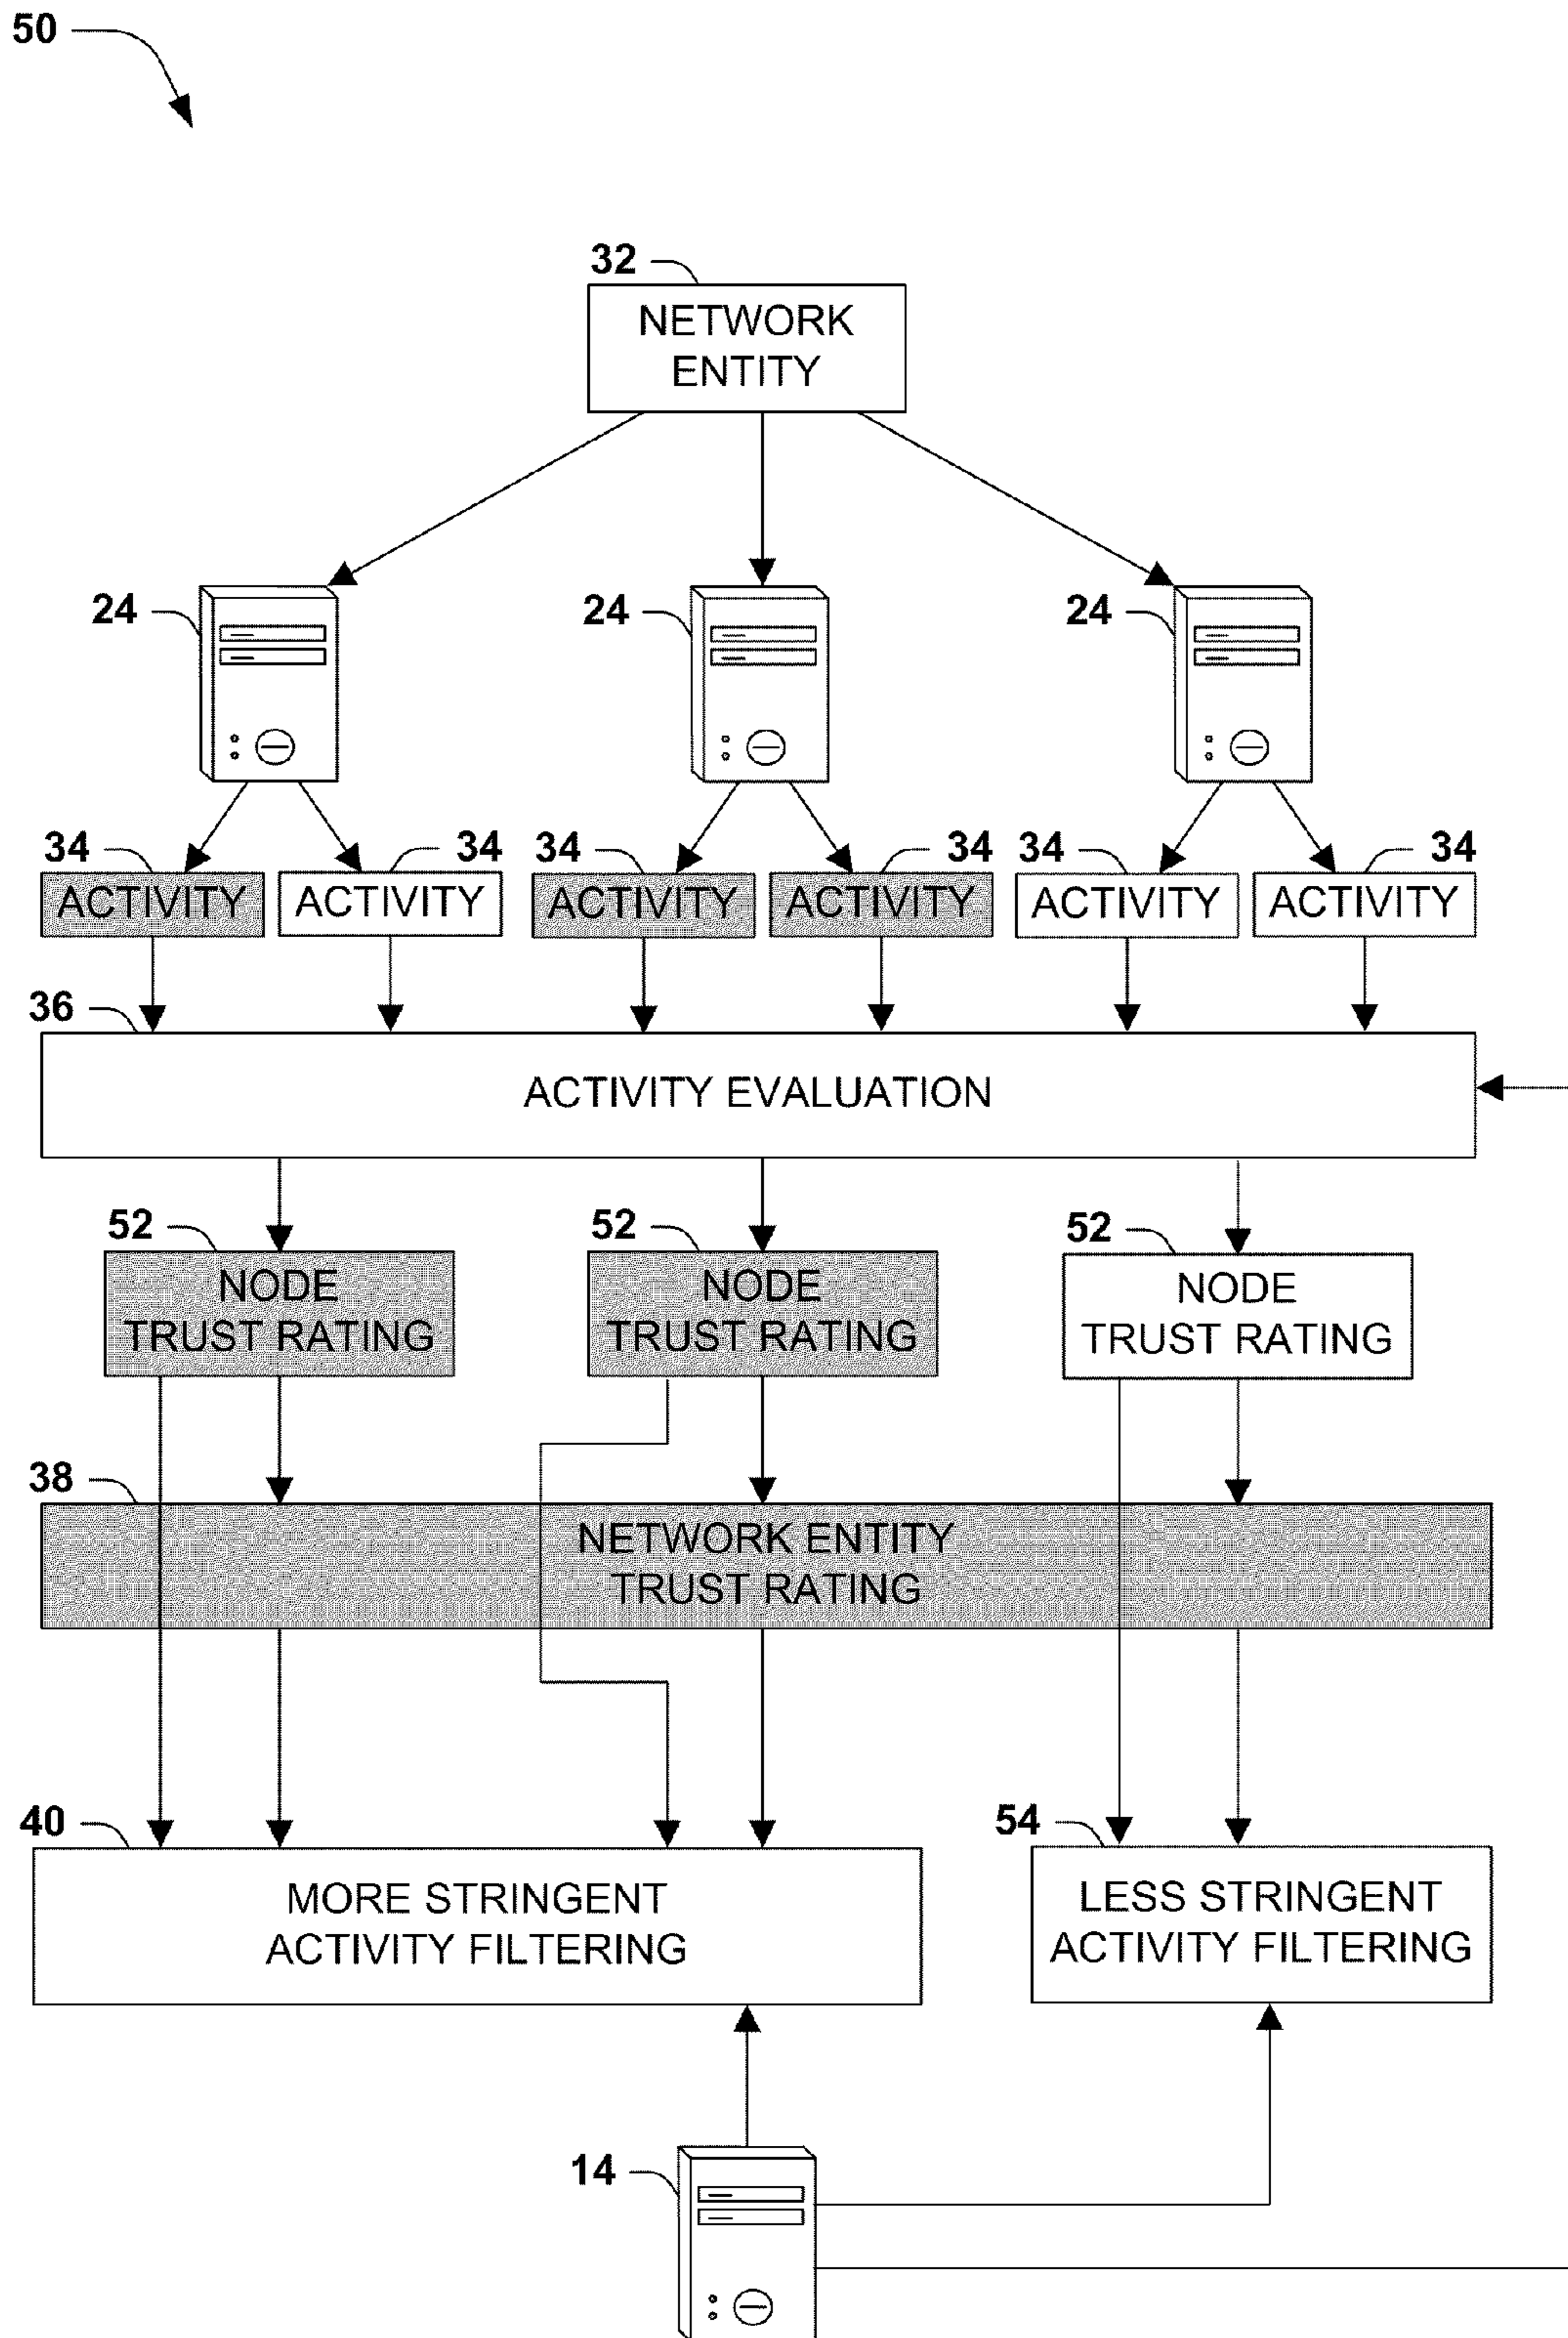 50
32
NETWORK
ENTITY
24
24
24
34
34
34
34
34
34
ACTIVITY
ACTIVITY
ACTIVITY
ACTIVITY
ACTIVITY
ACTIVITY
36
ACTIVITY EVALUATION
52
52
52
NODE
TRUST RATING
NODE
TRUST RATING
NODE
TRUST RATING
38
NETWORK ENTITY
TRUST RATING
40
54
MORE STRINGENT
ACTIVITY FILTERING
LESS STRINGENT
ACTIVITY FILTERING
14